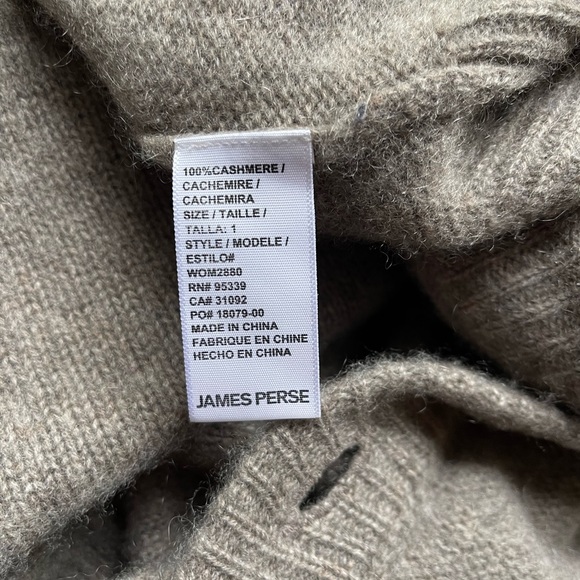 100%CASHMERE /
CACHEMIRE /
CACHEMIRA
SIZE / TAILLE /
TALLA: 1
STYLE / MODELE /
ESTILO#
WOM2880
RN# 95339
CA# 31092
PO# 18079-00
MADE IN CHINA
FABRIQUE EN CHINE
HECHO EN CHINA
JAMES PERSE